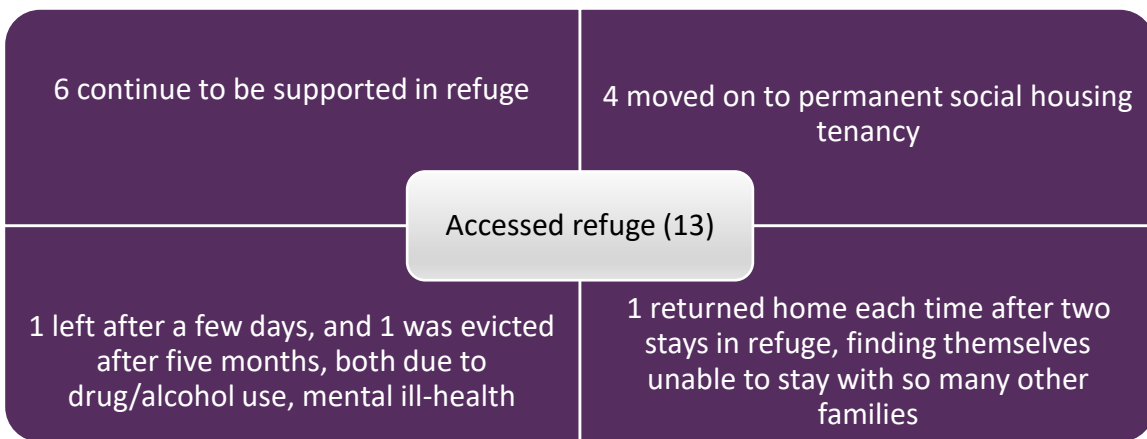 6 continue to be supported in refuge
4 moved on to permanent social housing
tenancy
Accessed refuge (13)
1 left after a few days, and 1 was evicted
after five months, both due to
drug/alcohol use, mental ill-health
1 returned home each time after two
stays in refuge, finding themselves
unable to stay with so many other
families